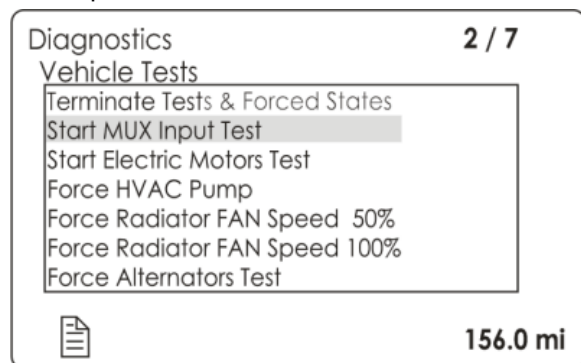 Diagnostics 2 / 7
Vehicle Tests
Terminate Tests & Forced States
Start MUX Input Test
Start Electric Motors Test
Force HVAC Pump
Force Radiator FAN Speed 50%
Force Radiator FAN Speed 100%
Force Alternators Test
156.0 mi